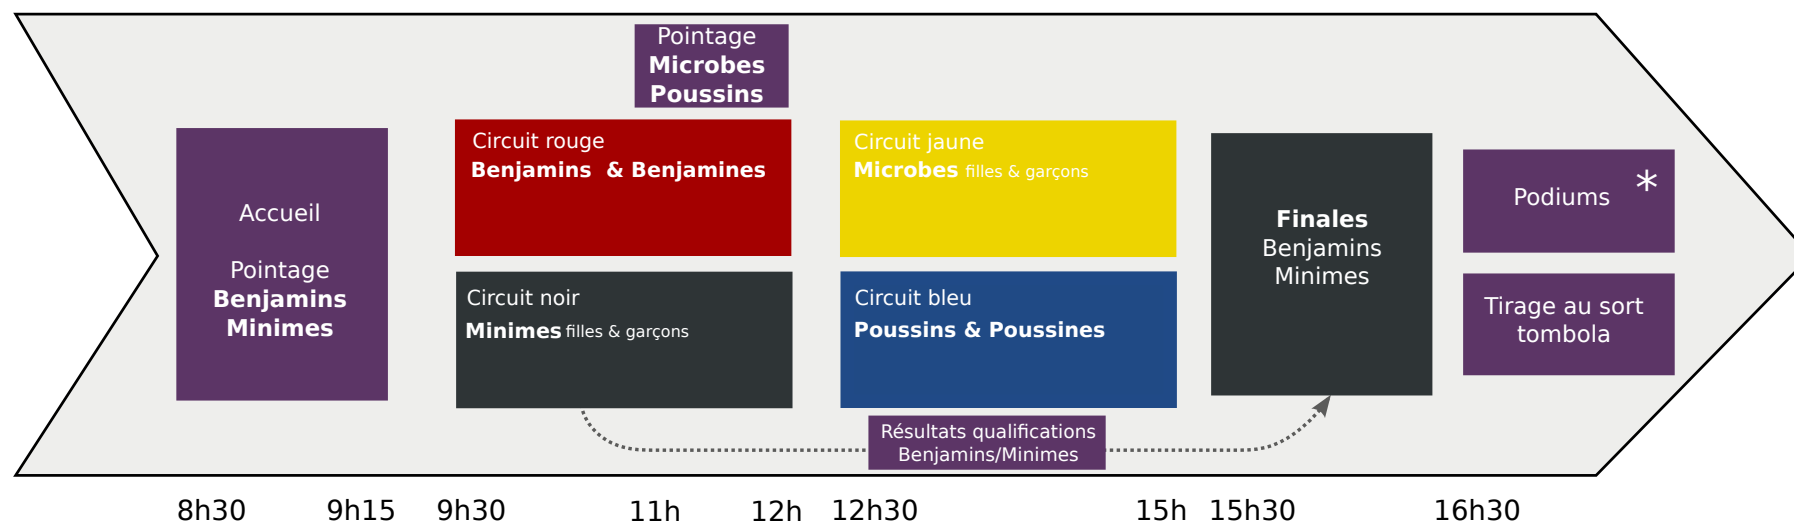 Pointage
Microbes
Poussins
Accueil
Pointage
Benjamins
Minimes
Circuit rouge
Benjamins & Benjamines
Circuit noir
Minimes filles & garçons
Circuit jaune
Microbes filles & garçons
Circuit bleu
Poussins & Poussines
Résultats qualifications
Benjamins/Minimes
Finales
Benjamins
Minimes
Podiums *
Tirage au sort
tombola
8h30 9h15 9h30 11h 12h 12h30 15h 15h30 16h30